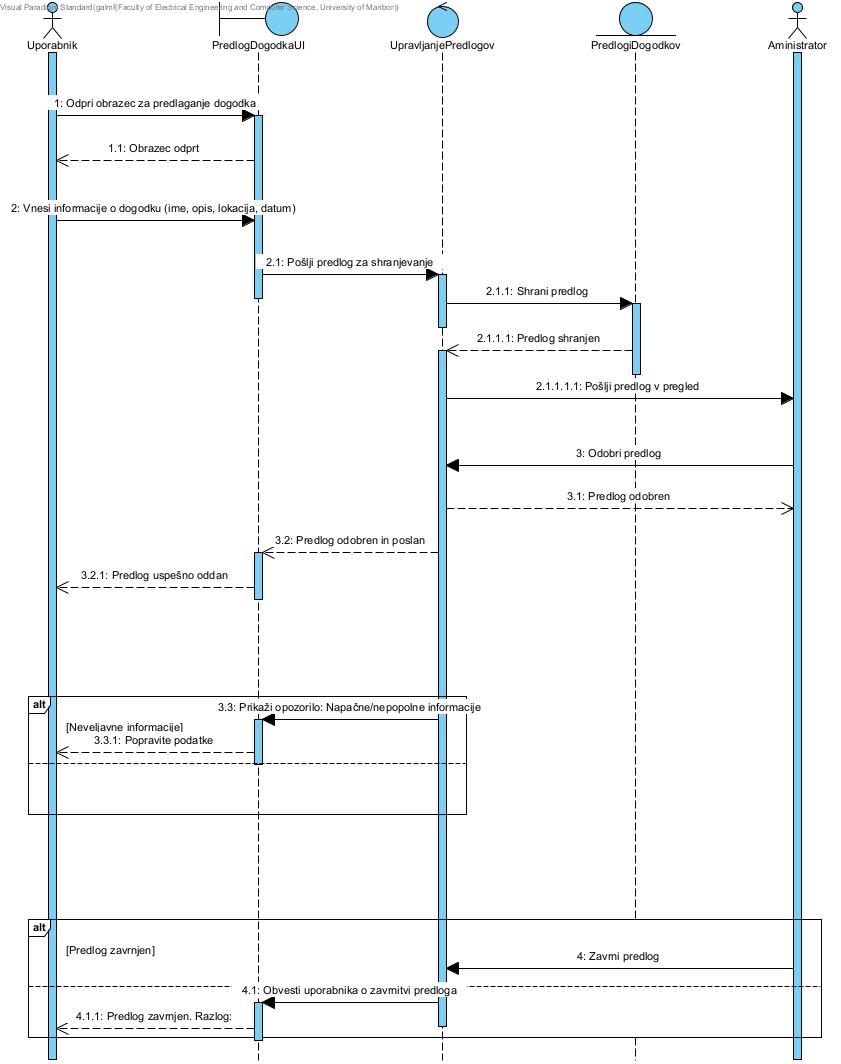 Visual Paradigm Standard(galmf(Faculty of Electrical Engineering and Computer Science, University of Maribor))
Uporabnik
PredlogDogodkaUI
UpravljanjePredlogov
PredlogiDogodkov
Aministrator
1: Odpri obrazec za predlaganje dogodka
1.1: Obrazec odprt
2: Vnesi informacije o dogodku (ime, opis, lokacija, datum)
2.1: Pošlji predlog za shranjevanje
2.1.1: Shrani predlog
2.1.1.1: Predlog shranjen
2.1.1.1.1: Pošlji predlog v pregled
3: Odobri predlog
3.1: Predlog odobren
3.2: Predlog odobren in poslan
3.2.1: Predlog uspešno oddan
alt
3.3: Prikaži opozorilo: Napačne/nepopolne informacije
[Neveljavne informacije]
3.3.1: Popravite podatke
alt
[Predlog zavrnjen]
4: Zavrni predlog
4.1: Obvesti uporabnika o zavrnitvi predloga
4.1.1: Predlog zavrnjen. Razlog: